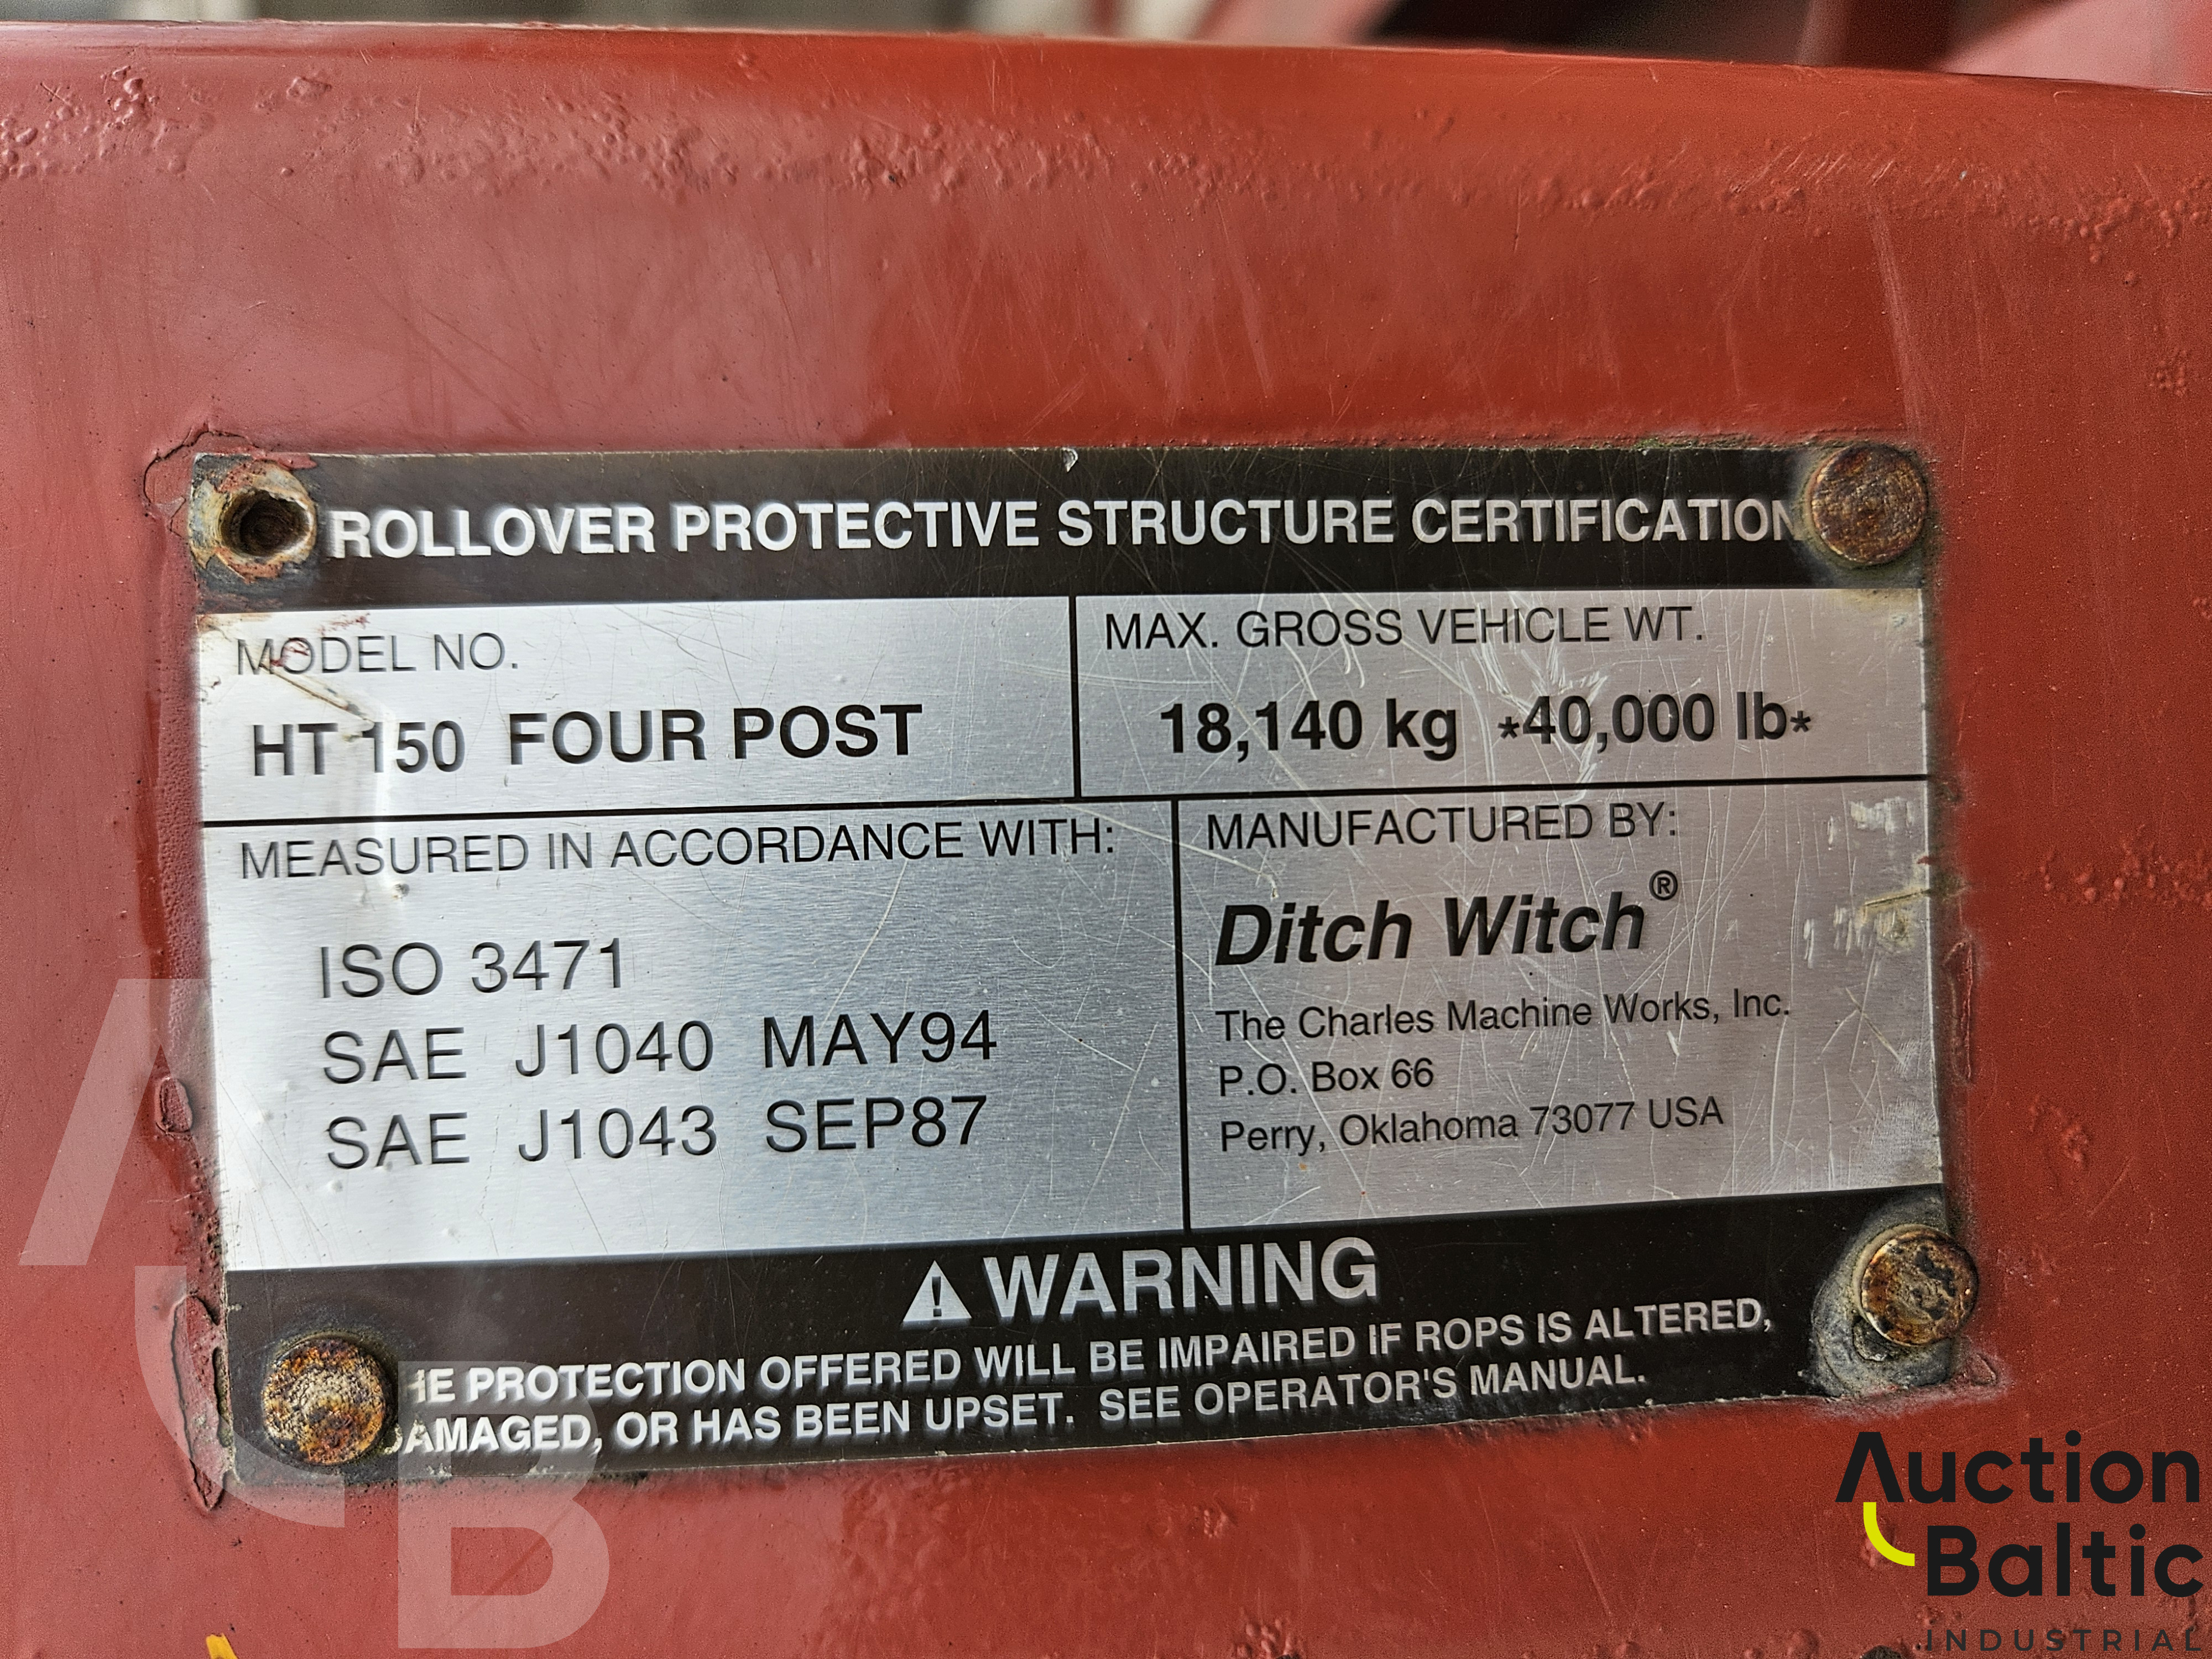 ROLLOVER PROTECTIVE STRUCTURE CERTIFICATION
MODEL NO.
HT 150 FOUR POST
MAX. GROSS VEHICLE WT.
18,140 kg *40,000 lb*
MEASURED IN ACCORDANCE WITH:
ISO 3471
SAE J1040 MAY94
SAE J1043 SEP87
MANUFACTURED BY:
Ditch Witch®
The Charles Machine Works, Inc.
P.O. Box 66
Perry, Oklahoma 73077 USA
⚠ WARNING
HE PROTECTION OFFERED WILL BE IMPAIRED IF ROPS IS ALTERED,
DAMAGED, OR HAS BEEN UPSET. SEE OPERATOR'S MANUAL.
A
B
Auction
Baltic
INDUSTRIAL